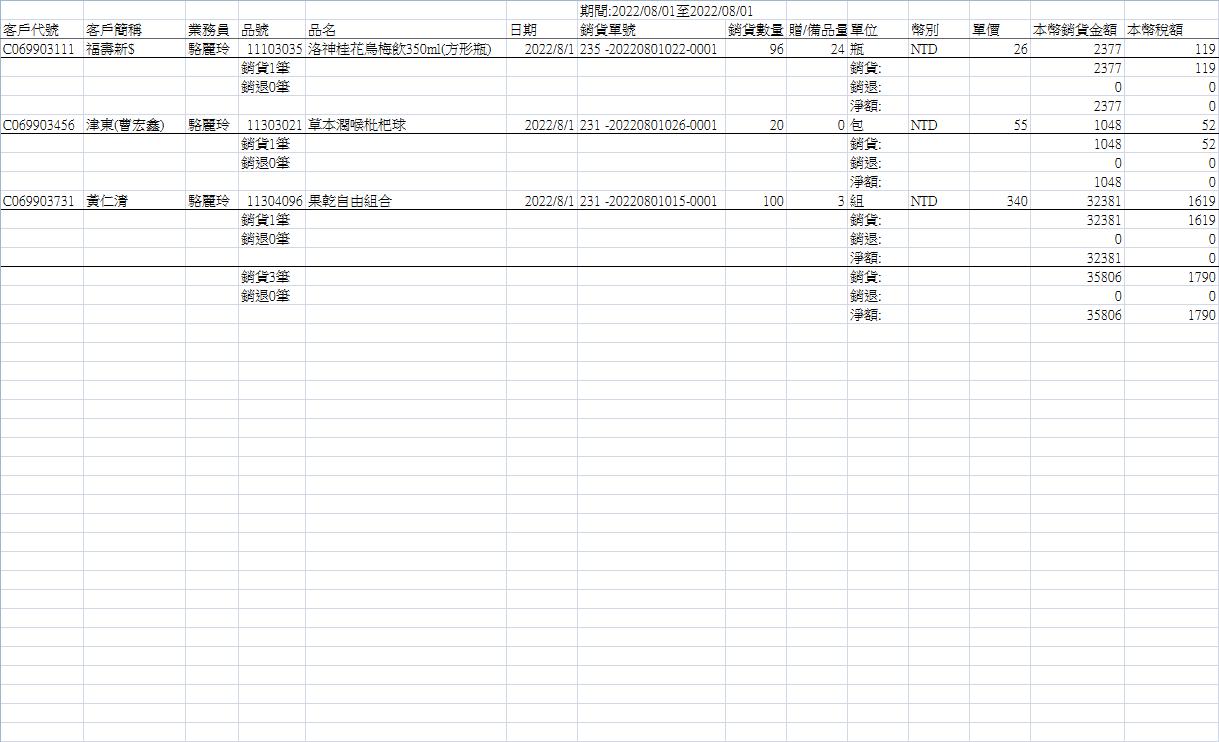 期間:2022/08/01至2022/08/01
客戶代號 客戶簡稱 業務員 品號 品名 日期 銷貨單號 銷貨數量 贈/備品量 單位 幣別 單價 本幣銷貨金額 本幣稅額
C069903111 福壽新$ 駱麗玲 11103035 洛神桂花烏梅飲350ml(方形瓶) 2022/8/1 235 -20220801022-0001 96 24 瓶 NTD 26 2377 119
銷貨1筆 銷貨: 2377 119
銷退0筆 銷退: 0 0
淨額: 2377 0
C069903456 津東(曹宏鑫) 駱麗玲 11303021 草本潤喉枇杷球 2022/8/1 231 -20220801026-0001 20 0 包 NTD 55 1048 52
銷貨1筆 銷貨: 1048 52
銷退0筆 銷退: 0 0
淨額: 1048 0
C069903731 黃仁清 駱麗玲 11304096 果乾自由組合 2022/8/1 231 -20220801015-0001 100 3 組 NTD 340 32381 1619
銷貨1筆 銷貨: 32381 1619
銷退0筆 銷退: 0 0
淨額: 32381 0
銷貨3筆 銷貨: 35806 1790
銷退0筆 銷退: 0 0
淨額: 35806 1790